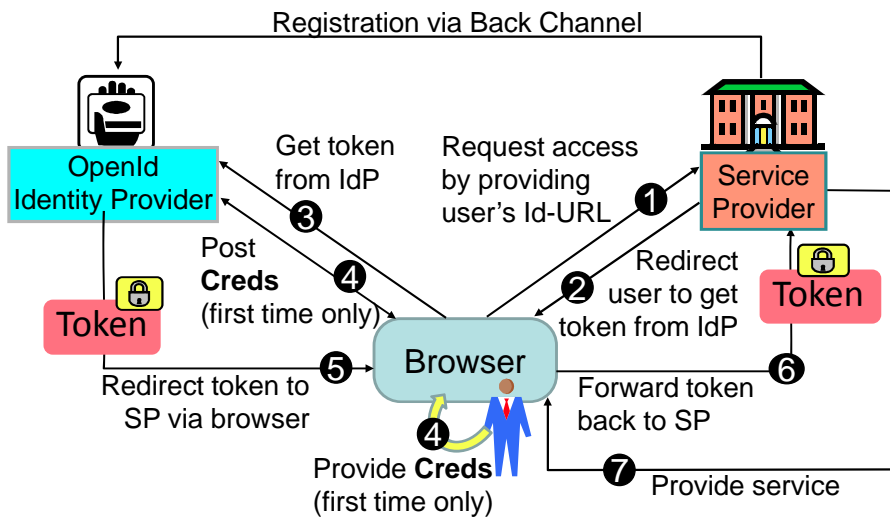 Registration via Back Channel
OpenId
Identity Provider
Get token
from IdP
3
Request access
by providing
user's Id-URL
1
Service
Provider
Post
Creds
(first time only)
4
2
Redirect
user to get
token from IdP
Token
Token
Browser
5
Redirect token to
SP via browser
6
Forward token
back to SP
4
Provide Creds
(first time only)
7
Provide service